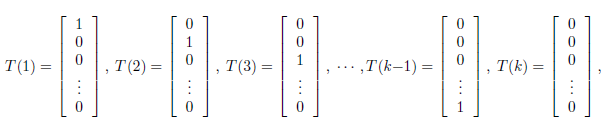 T(1) = [1 0 0 ⋮ 0], T(2) = [0 1 0 ⋮ 0], T(3) = [0 0 1 ⋮ 0], ⋯ ,T(k−1) = [0 0 0 ⋮ 1], T(k) = [0 0 0 ⋮ 0],